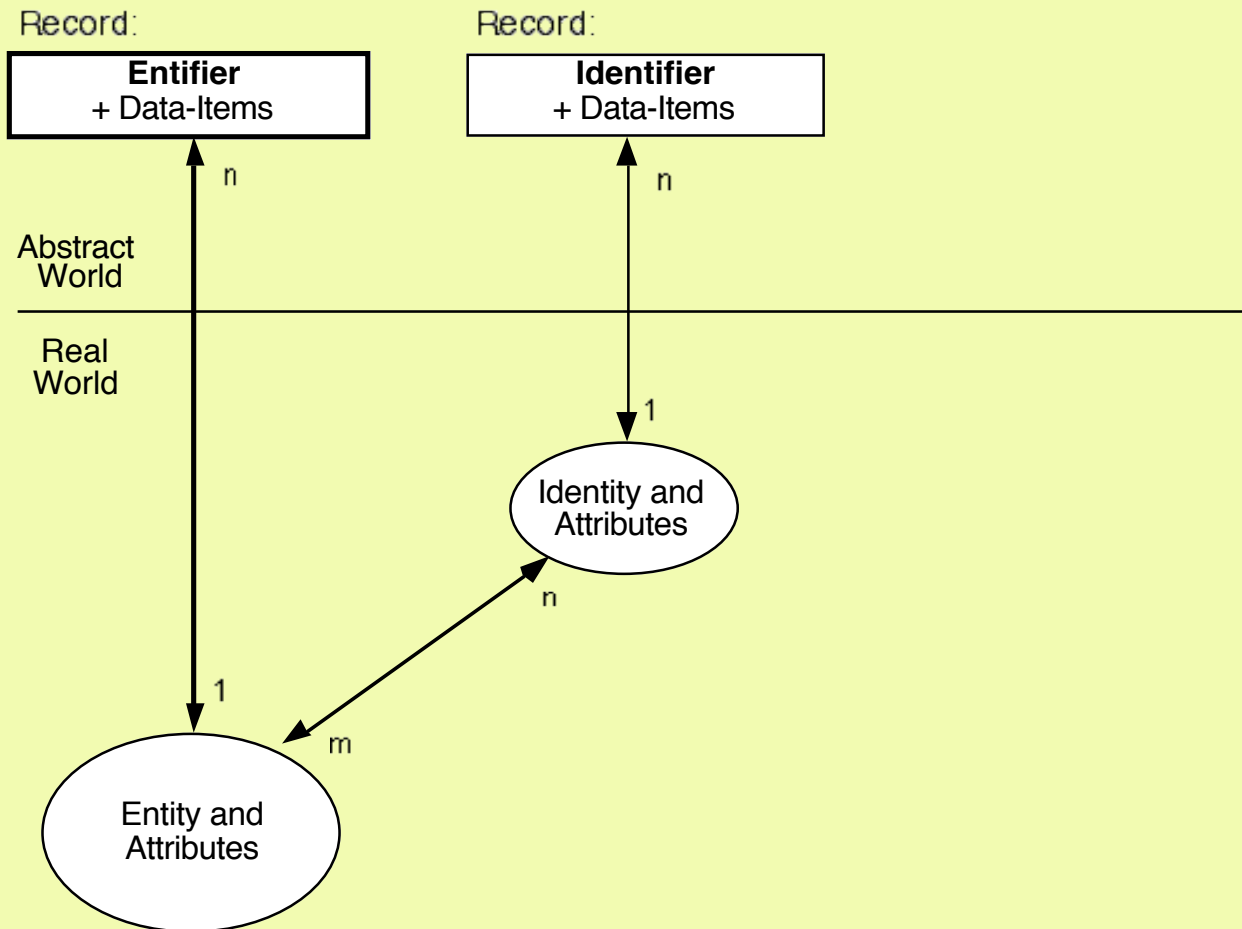 Record:
Record:
Entifier
+ Data-Items
Identifier
+ Data-Items
n
n
Abstract
World
Real
World
1
Identity and
Attributes
n
1
m
Entity and
Attributes